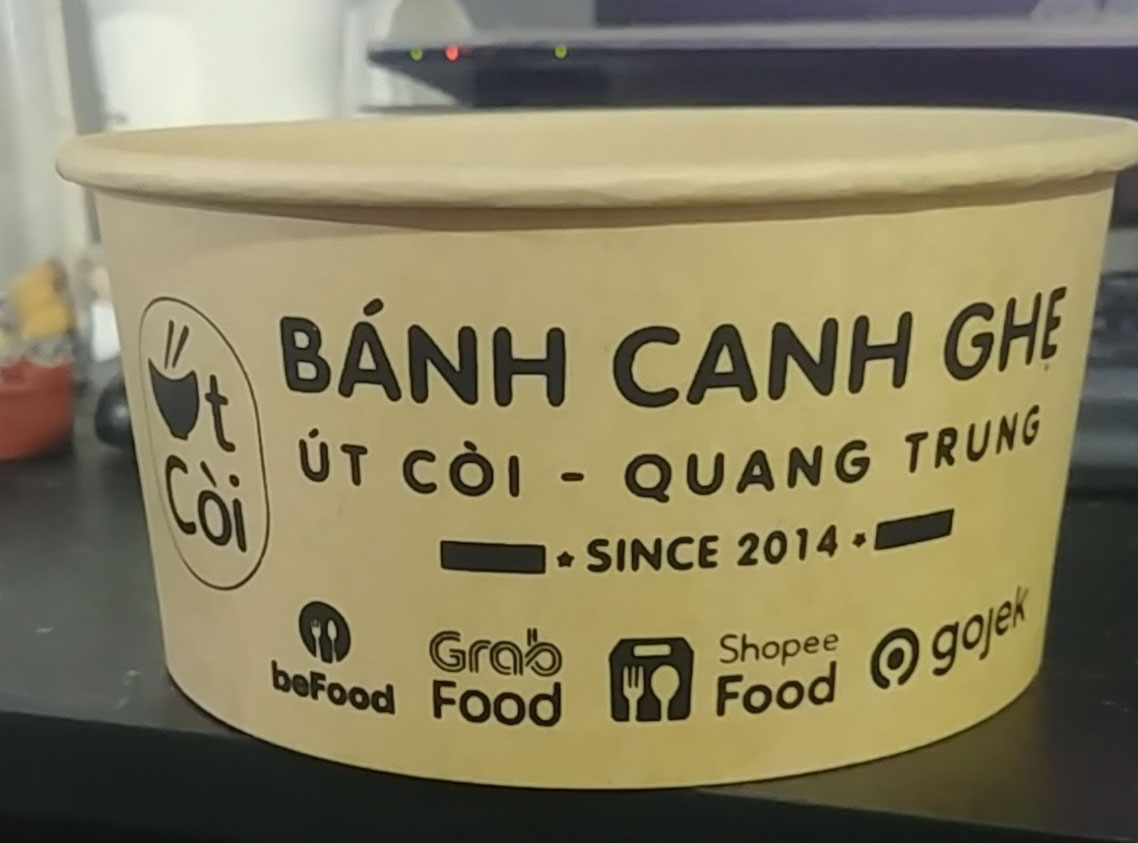 Út
Còi
BÁNH CANH GHẸ
ÚT CÒI - QUANG TRUNG
SINCE 2014
beFood
Grab
Food
Shopee
Food
gojek